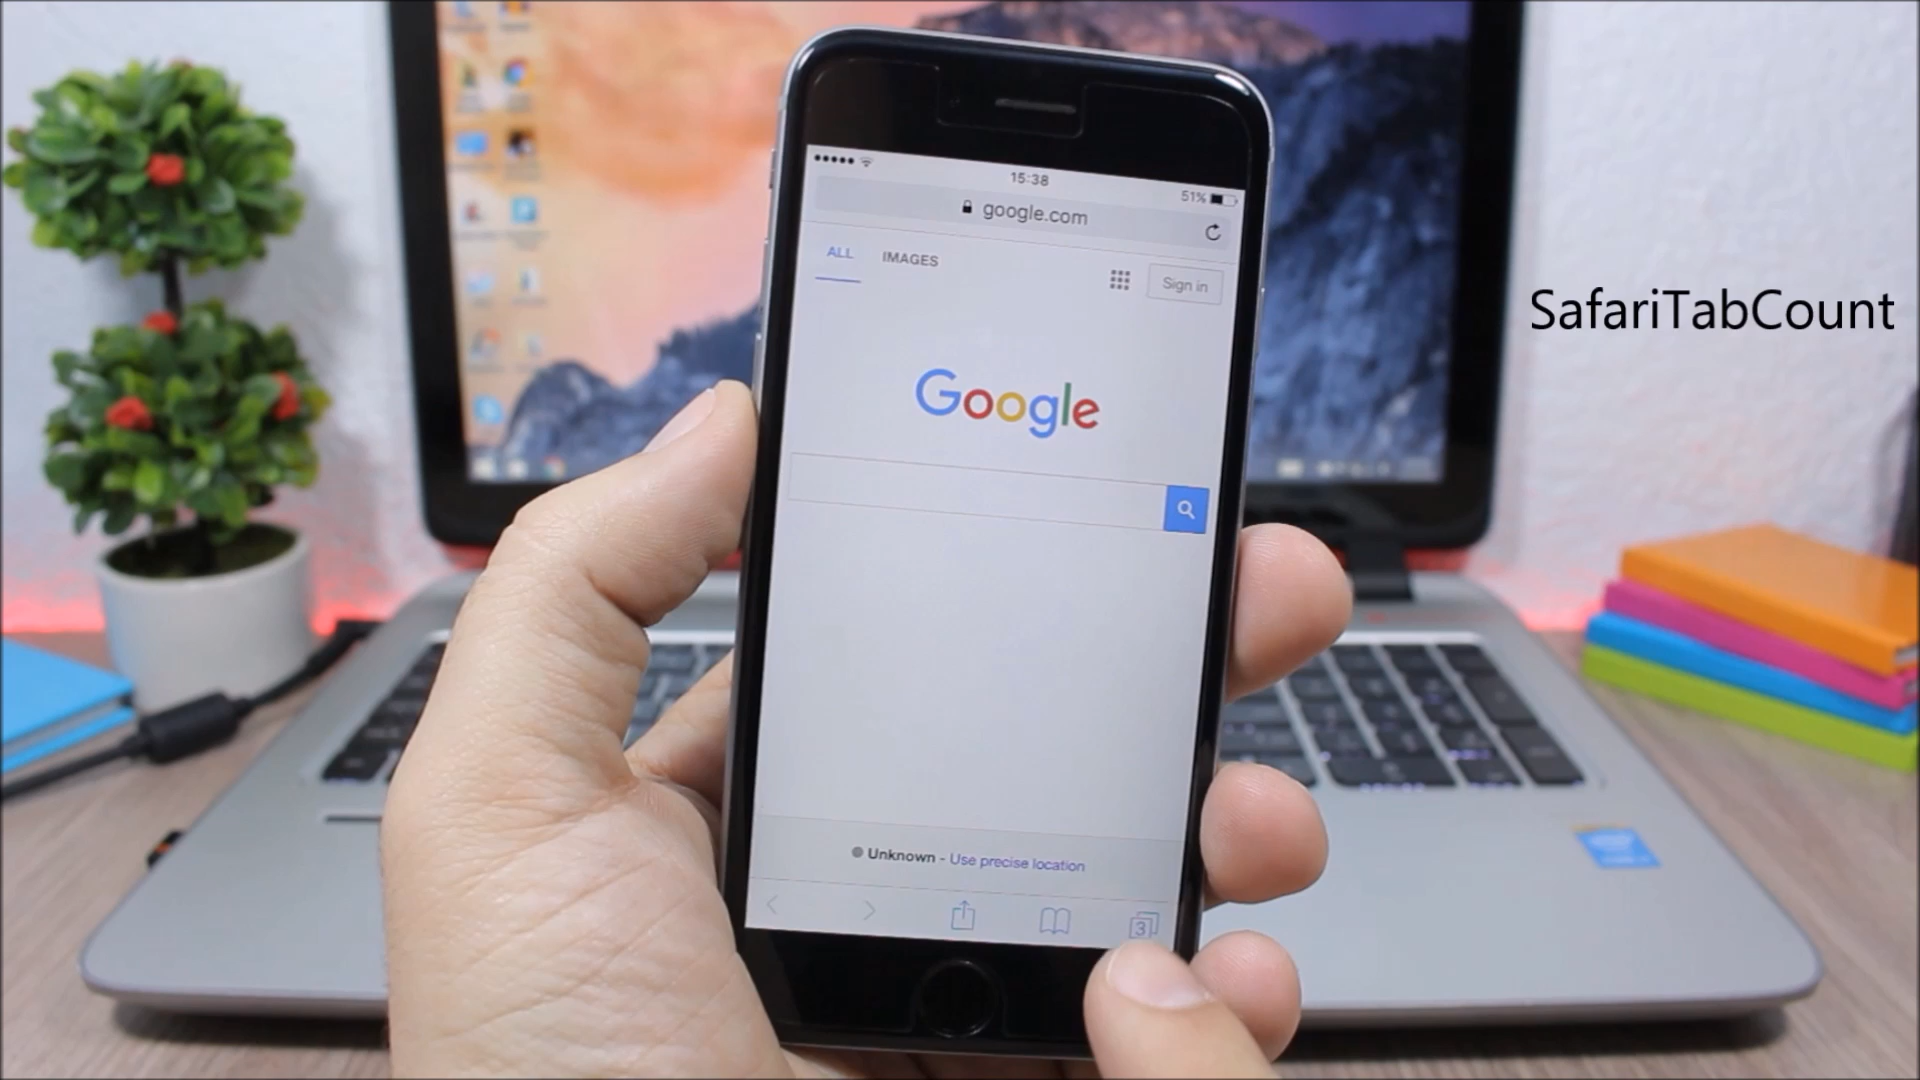 15:38
51%
google.com
ALL IMAGES
Sign in
SafariTabCount
Google
Unknown - Use precise location
3